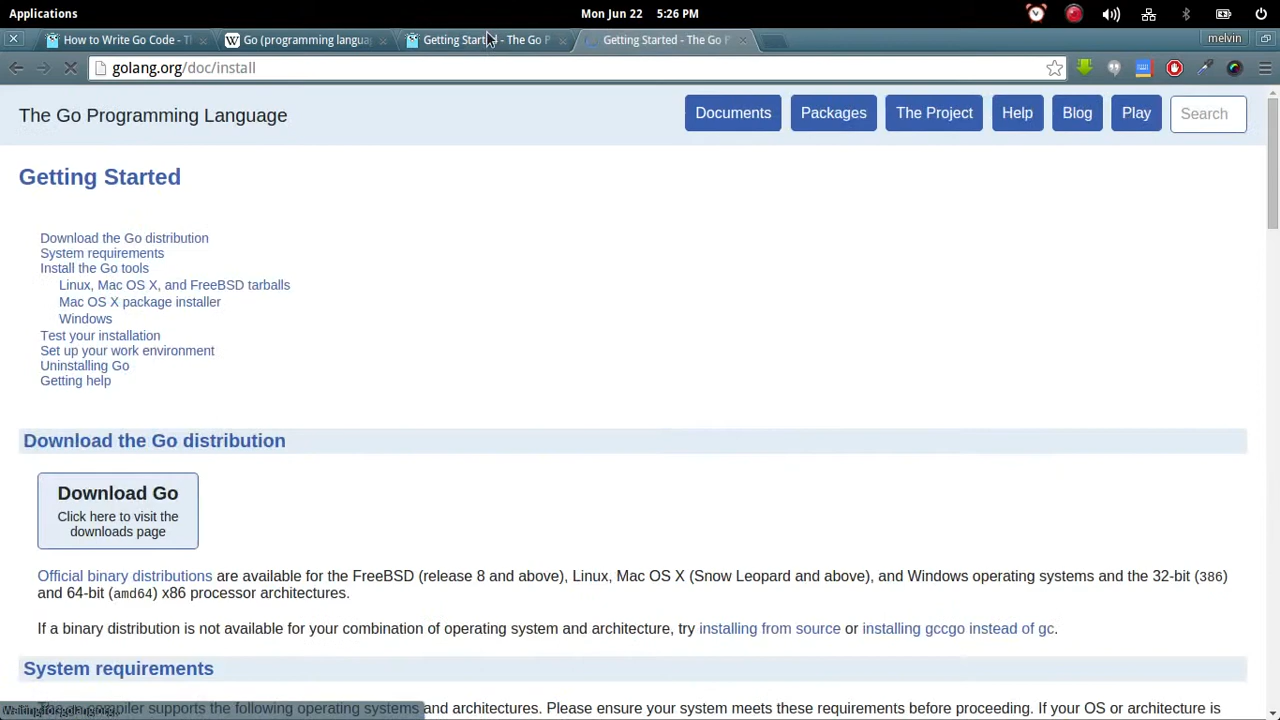 Applications
Mon Jun 22 5:26 PM
How to Write Go Code - T
Go (programming langua
Getting Star - The Go P
Getting Started - The Go P
melvin
golang.org/doc/install
The Go Programming Language
Documents
Packages
The Project
Help
Blog
Play
Search
Getting Started
Download the Go distribution
System requirements
Install the Go tools
Linux, Mac OS X, and FreeBSD tarballs
Mac OS X package installer
Windows
Test your installation
Set up your work environment
Uninstalling Go
Getting help
Download the Go distribution
Download Go
Click here to visit the
downloads page
Official binary distributions are available for the FreeBSD (release 8 and above), Linux, Mac OS X (Snow Leopard and above), and Windows operating systems and the 32-bit (386)
and 64-bit (amd64) x86 processor architectures.
If a binary distribution is not available for your combination of operating system and architecture, try installing from source or installing gccgo instead of gc.
System requirements
compiler supports the following operating systems and architectures. Please ensure your system meets these requirements before proceeding. If your OS or architecture is